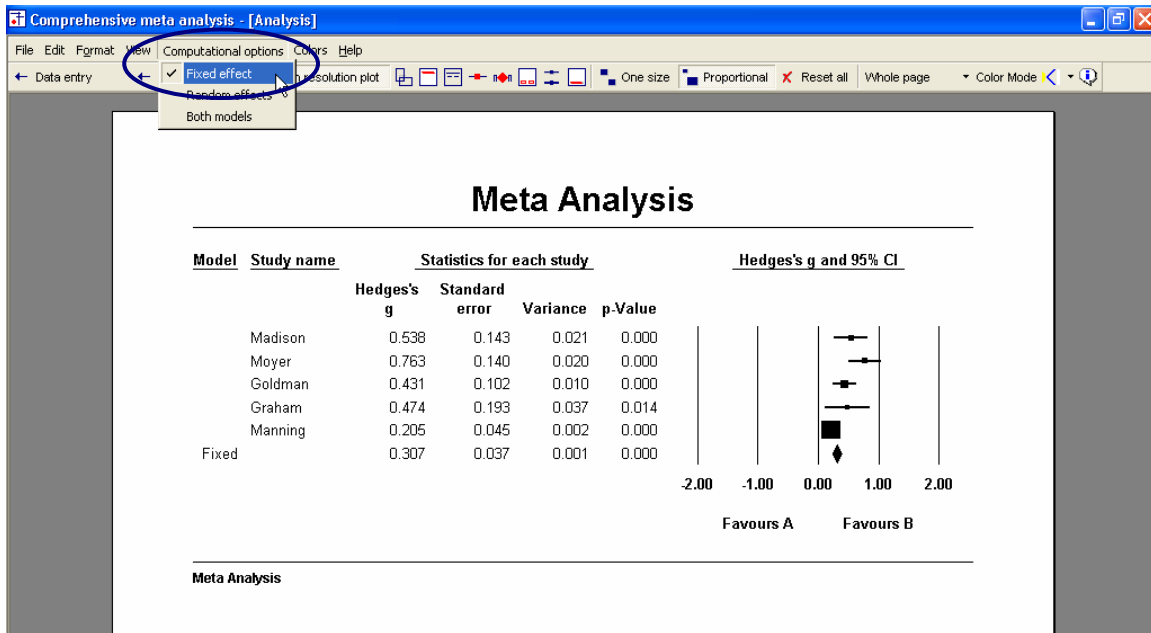 Comprehensive meta analysis - [Analysis]
File Edit Format View Computational options Colors Help
← Data entry ← resolution plot One size Proportional Reset all Whole page Color Mode
Fixed effect
Random effects
Both models
Meta Analysis
Model Study name Statistics for each study Hedges's g and 95% CI
Hedges's Standard
g error Variance p-Value
Madison 0.538 0.143 0.021 0.000
Moyer 0.763 0.140 0.020 0.000
Goldman 0.431 0.102 0.010 0.000
Graham 0.474 0.193 0.037 0.014
Manning 0.205 0.045 0.002 0.000
Fixed 0.307 0.037 0.001 0.000
-2.00 -1.00 0.00 1.00 2.00
Favours A Favours B
Meta Analysis